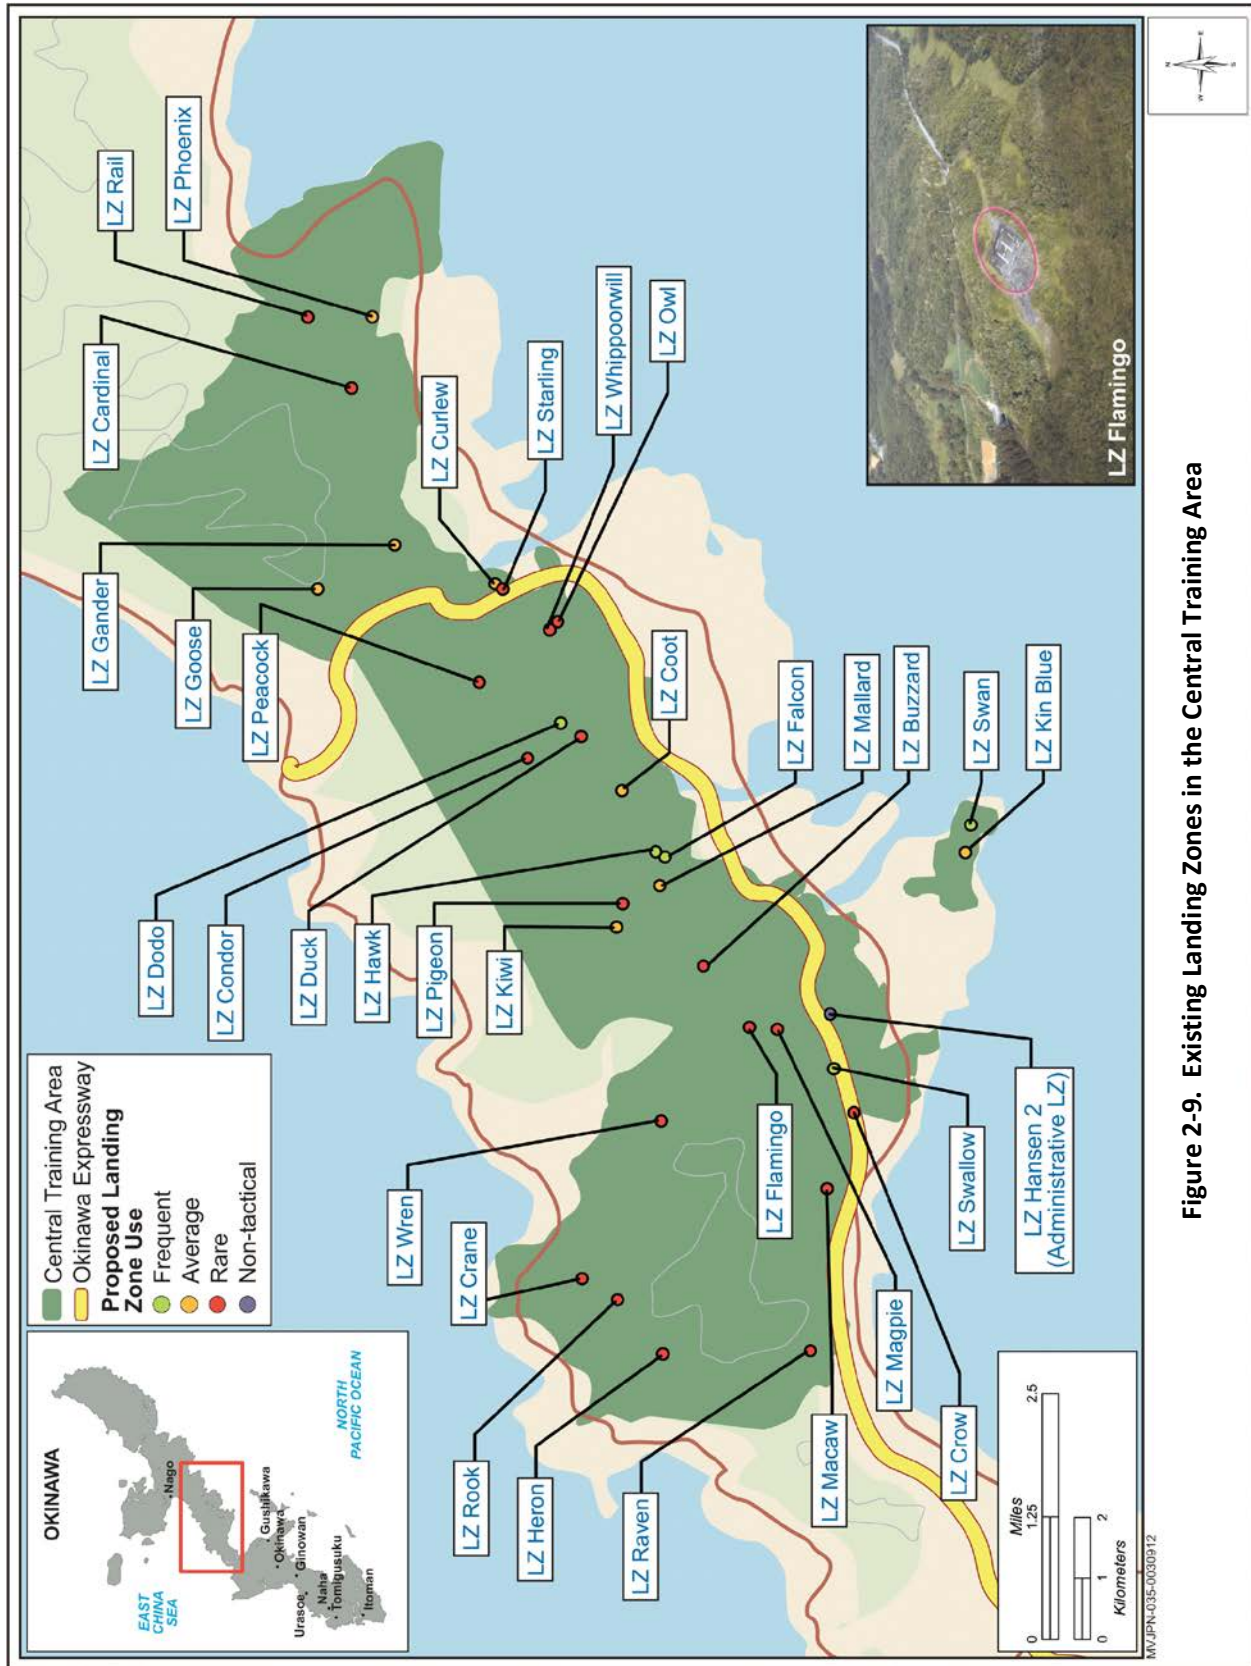 OKINAWA
EAST
CHINA
SEA
NORTH
PACIFIC OCEAN
Nago
Gushikawa
Okinawa
Ginowan
Urasoe
Naha
Tomigusuku
Itoman
Central Training Area
Okinawa Expressway
Proposed Landing
Zone Use
Frequent
Average
Rare
Non-tactical
LZ Rail
LZ Phoenix
LZ Cardinal
LZ Gander
LZ Goose
LZ Peacock
LZ Curlew
LZ Starling
LZ Whippoorwill
LZ Owl
LZ Dodo
LZ Condor
LZ Duck
LZ Hawk
LZ Pigeon
LZ Kiwi
LZ Coot
LZ Falcon
LZ Mallard
LZ Buzzard
LZ Swan
LZ Kin Blue
LZ Wren
LZ Crane
LZ Rook
LZ Heron
LZ Raven
LZ Flamingo
LZ Magpie
LZ Macaw
LZ Crow
LZ Swallow
LZ Hansen 2
(Administrative LZ)
LZ Flamingo
H
N
W
E
S
Miles
0 1.25 2.5
0 1 2
Kilometers
MVJPN-035-0030912
Figure 2-9. Existing Landing Zones in the Central Training Area